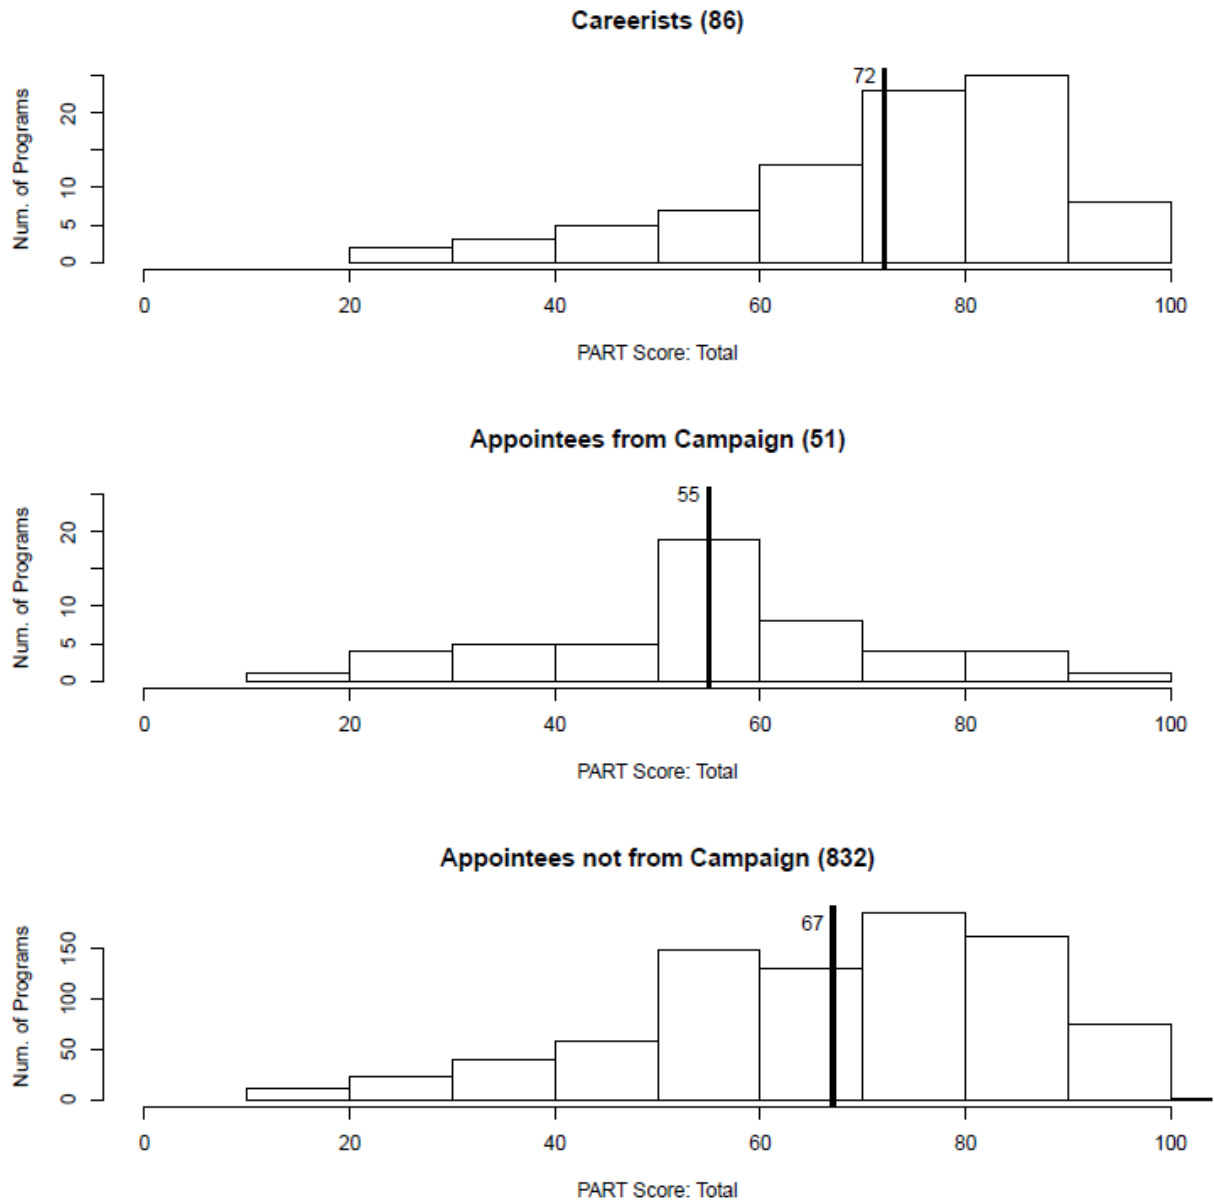 Careerists (86)
Num. of Programs
20
10
5
0
72
0 20 40 60 80 100
PART Score: Total
Appointees from Campaign (51)
Num. of Programs
20
10
5
0
55
0 20 40 60 80 100
PART Score: Total
Appointees not from Campaign (832)
Num. of Programs
150
100
50
0
67
0 20 40 60 80 100
PART Score: Total